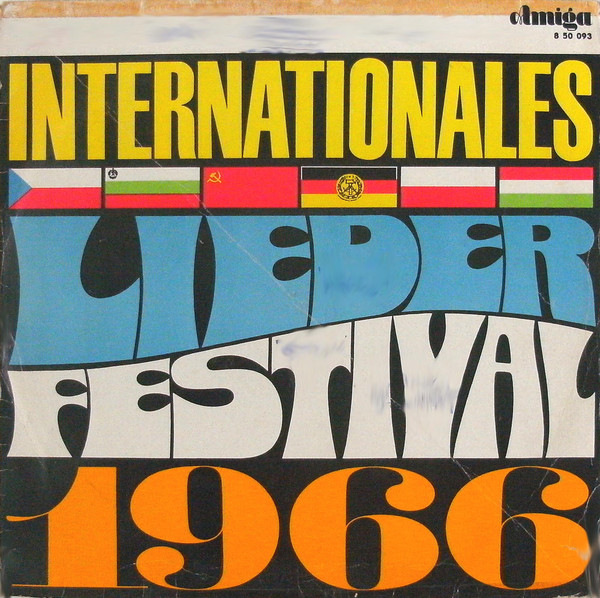 Amiga
8 50 093
INTERNATIONALES
LIEDER
FESTIVAL
1966